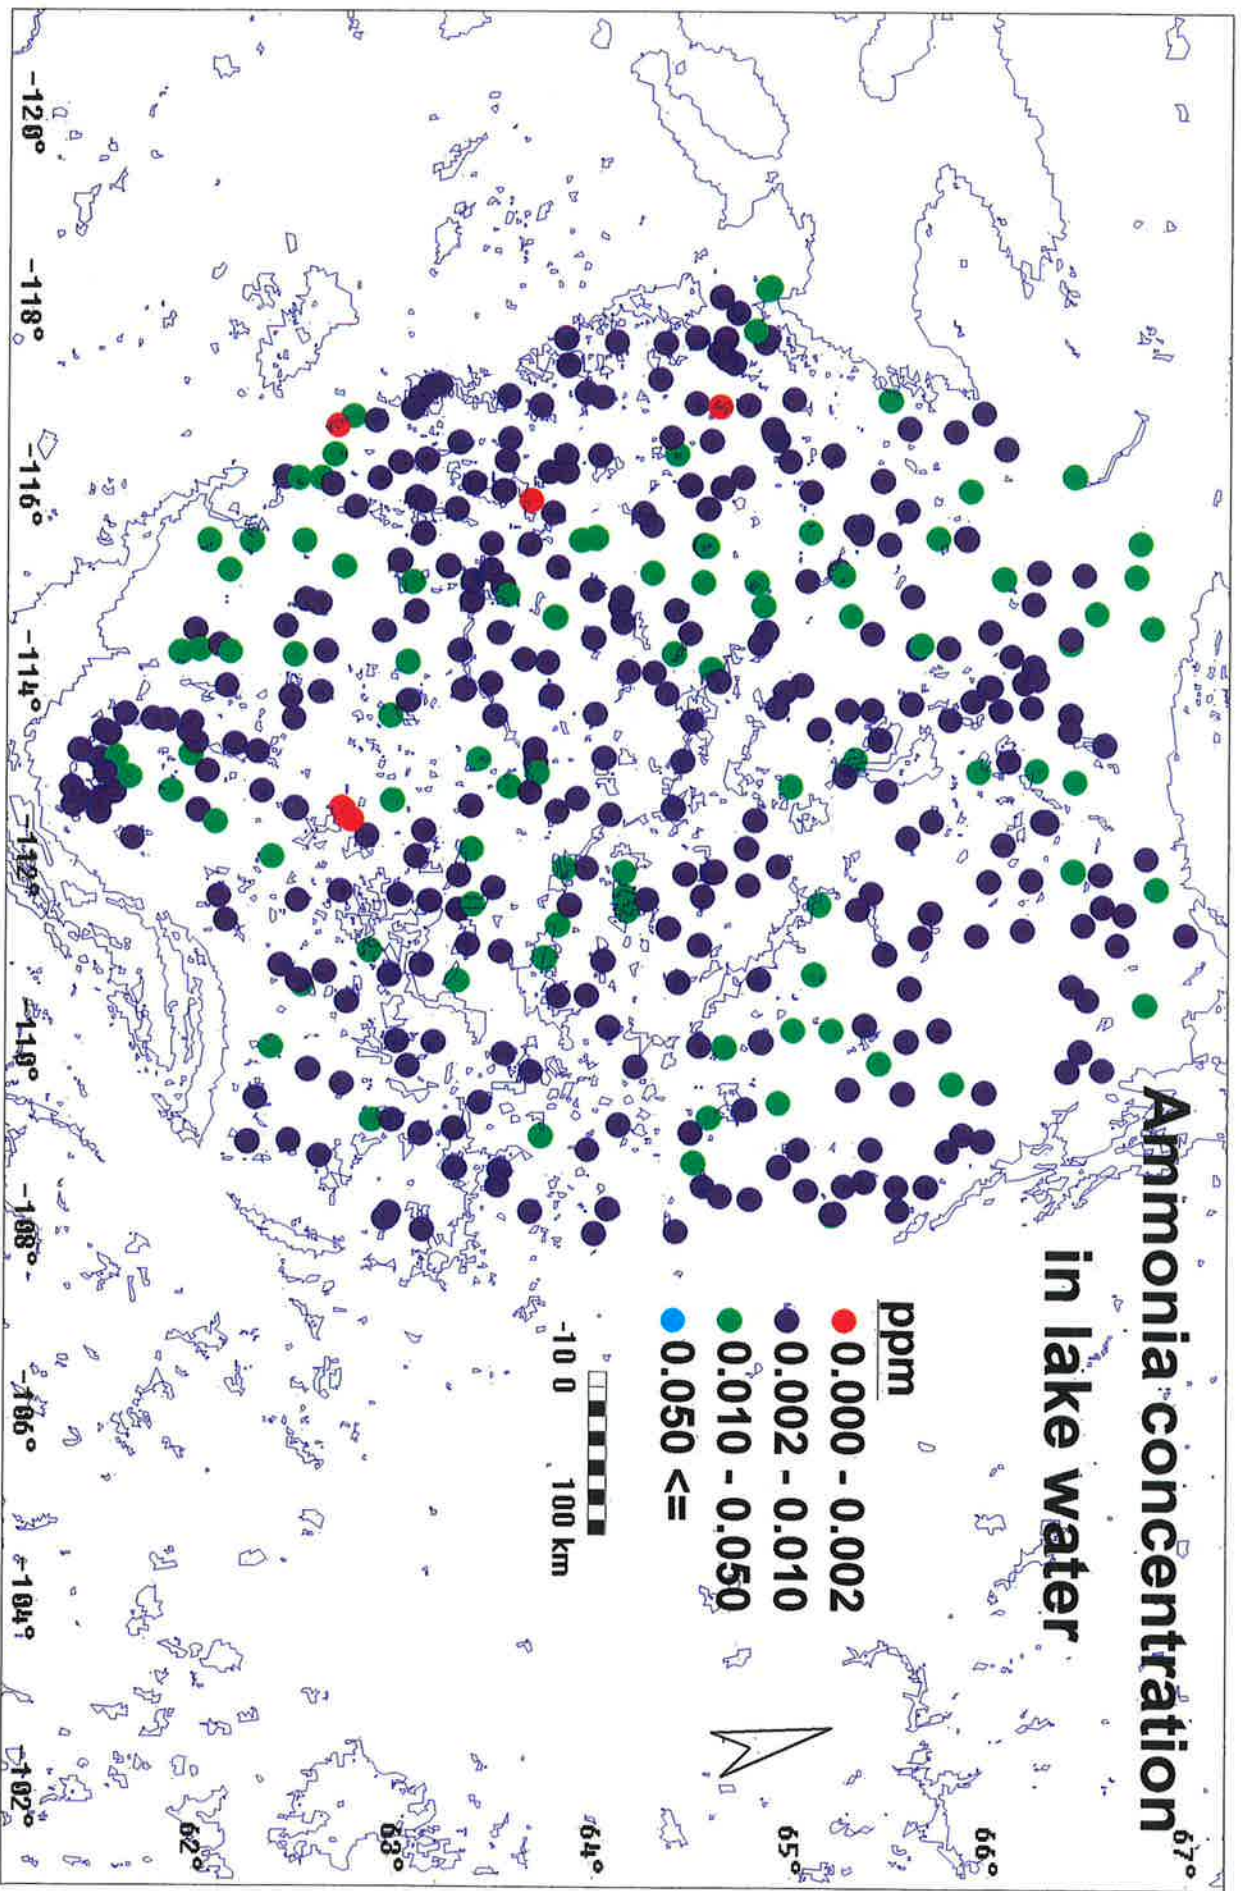 Ammonia concentration
in lake water
ppm
0.000 - 0.002
0.002 - 0.010
0.010 - 0.050
0.050 <=
-10 0 100 km
67°
66°
65°
64°
63°
62°
-120°
-118°
-116°
-114°
-112°
-110°
-108°
-106°
-104°
-102°